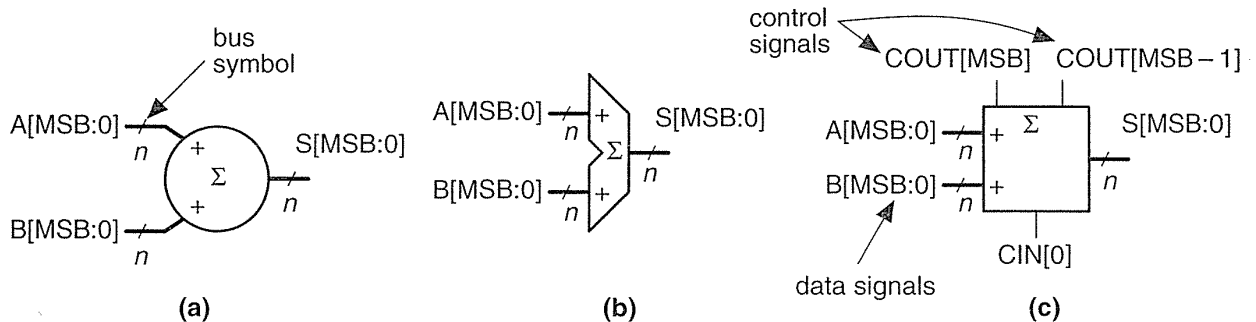 bus
symbol
A[MSB:0]
n
+
Σ
+
S[MSB:0]
n
B[MSB:0]
n
(a)
A[MSB:0]
n
+
S[MSB:0]
Σ
n
B[MSB:0]
n
+
(b)
control
signals
COUT[MSB] COUT[MSB – 1]
A[MSB:0]
n
+
Σ
S[MSB:0]
n
B[MSB:0]
n
+
CIN[0]
data signals
(c)